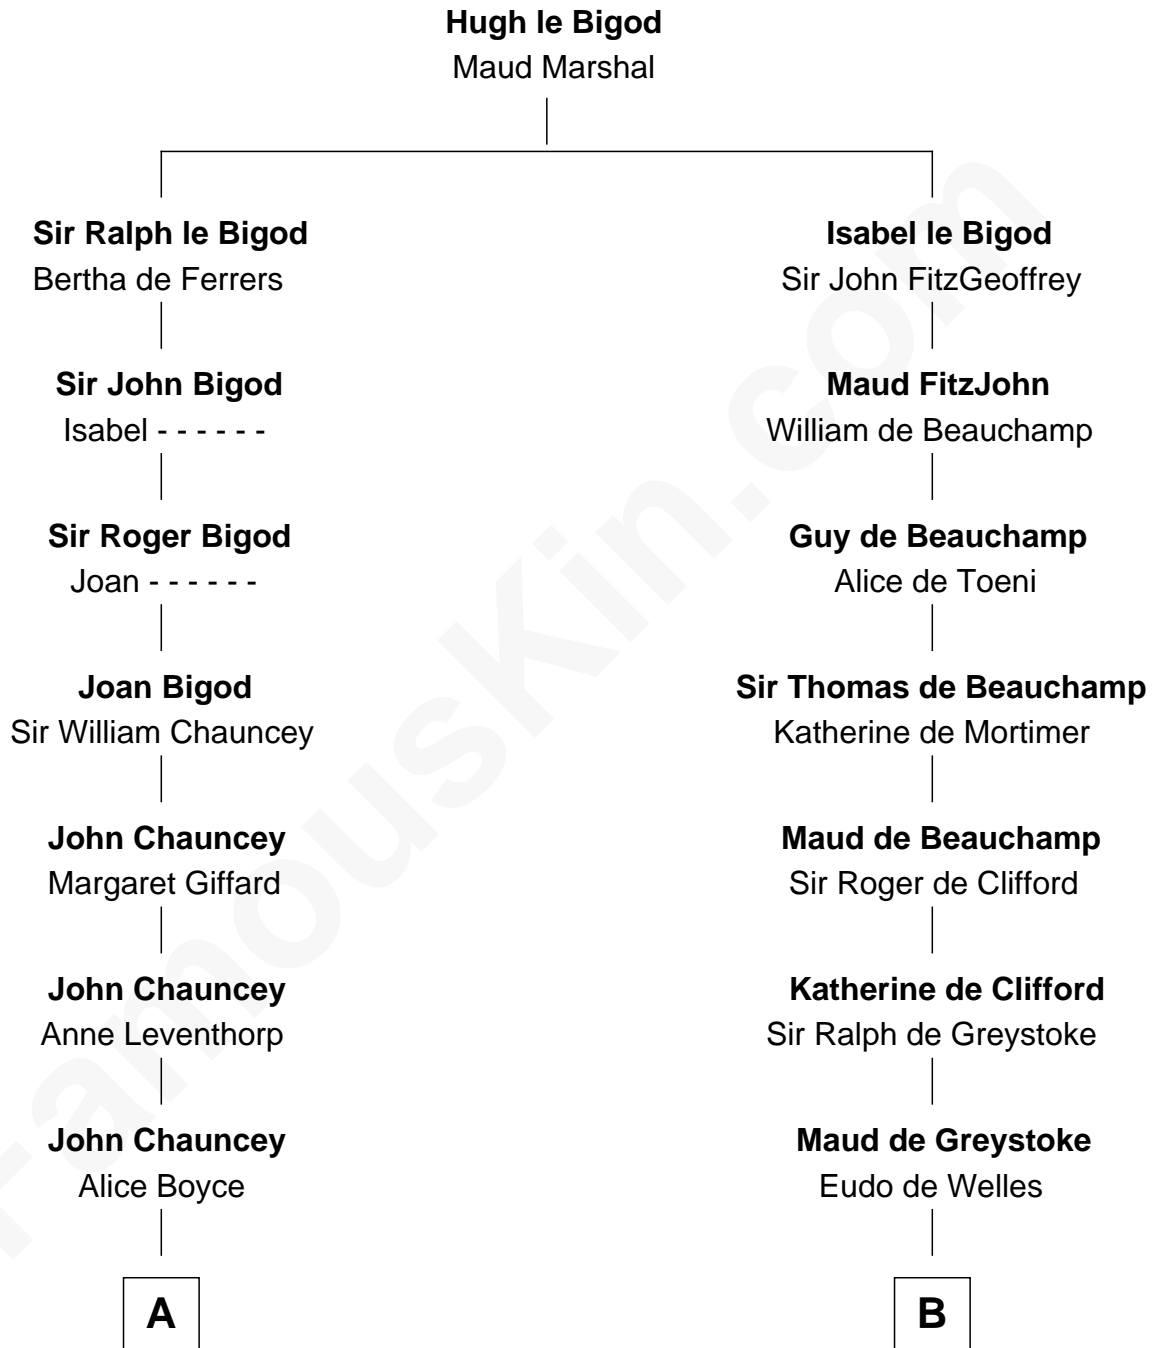 Hugh le Bigod
Maud Marshal
Sir Ralph le Bigod
Bertha de Ferrers
Isabel le Bigod
Sir John FitzGeoffrey
Sir John Bigod
Isabel - - - - - -
Maud FitzJohn
William de Beauchamp
Sir Roger Bigod
Joan - - - - - -
Guy de Beauchamp
Alice de Toeni
Joan Bigod
Sir William Chauncey
Sir Thomas de Beauchamp
Katherine de Mortimer
John Chauncey
Margaret Giffard
Maud de Beauchamp
Sir Roger de Clifford
John Chauncey
Anne Leventhorp
Katherine de Clifford
Sir Ralph de Greystoke
John Chauncey
Alice Boyce
Maud de Greystoke
Eudo de Welles
A
B
FamousKin.com